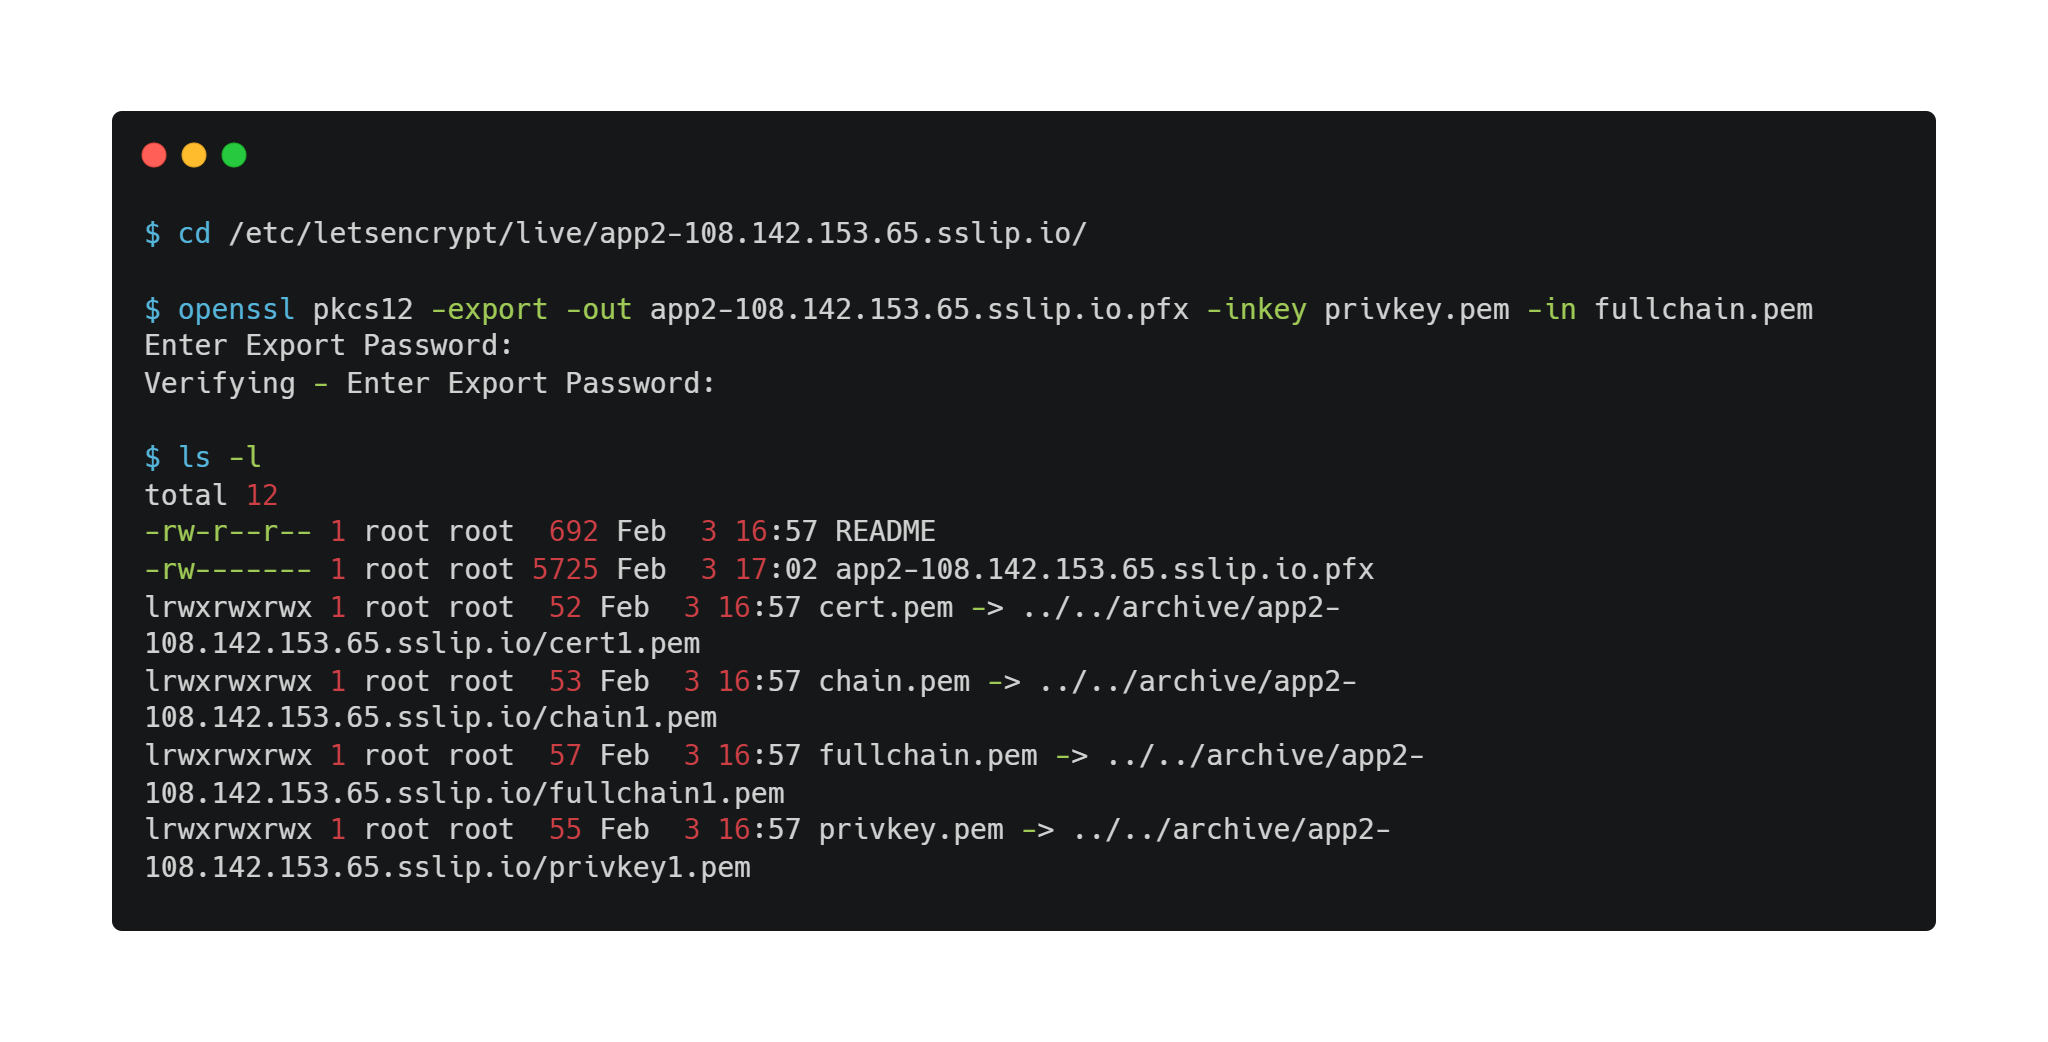 $ cd /etc/letsencrypt/live/app2-108.142.153.65.sslip.io/
$ openssl pkcs12 -export -out app2-108.142.153.65.sslip.io.pfx -inkey privkey.pem -in fullchain.pem
Enter Export Password:
Verifying - Enter Export Password:
$ ls -l
total 12
-rw-r--r-- 1 root root  692 Feb  3 16:57 README
-rw------- 1 root root 5725 Feb  3 17:02 app2-108.142.153.65.sslip.io.pfx
lrwxrwxrwx 1 root root  52 Feb  3 16:57 cert.pem -> ../../archive/app2-
108.142.153.65.sslip.io/cert1.pem
lrwxrwxrwx 1 root root  53 Feb  3 16:57 chain.pem -> ../../archive/app2-
108.142.153.65.sslip.io/chain1.pem
lrwxrwxrwx 1 root root  57 Feb  3 16:57 fullchain.pem -> ../../archive/app2-
108.142.153.65.sslip.io/fullchain1.pem
lrwxrwxrwx 1 root root  55 Feb  3 16:57 privkey.pem -> ../../archive/app2-
108.142.153.65.sslip.io/privkey1.pem